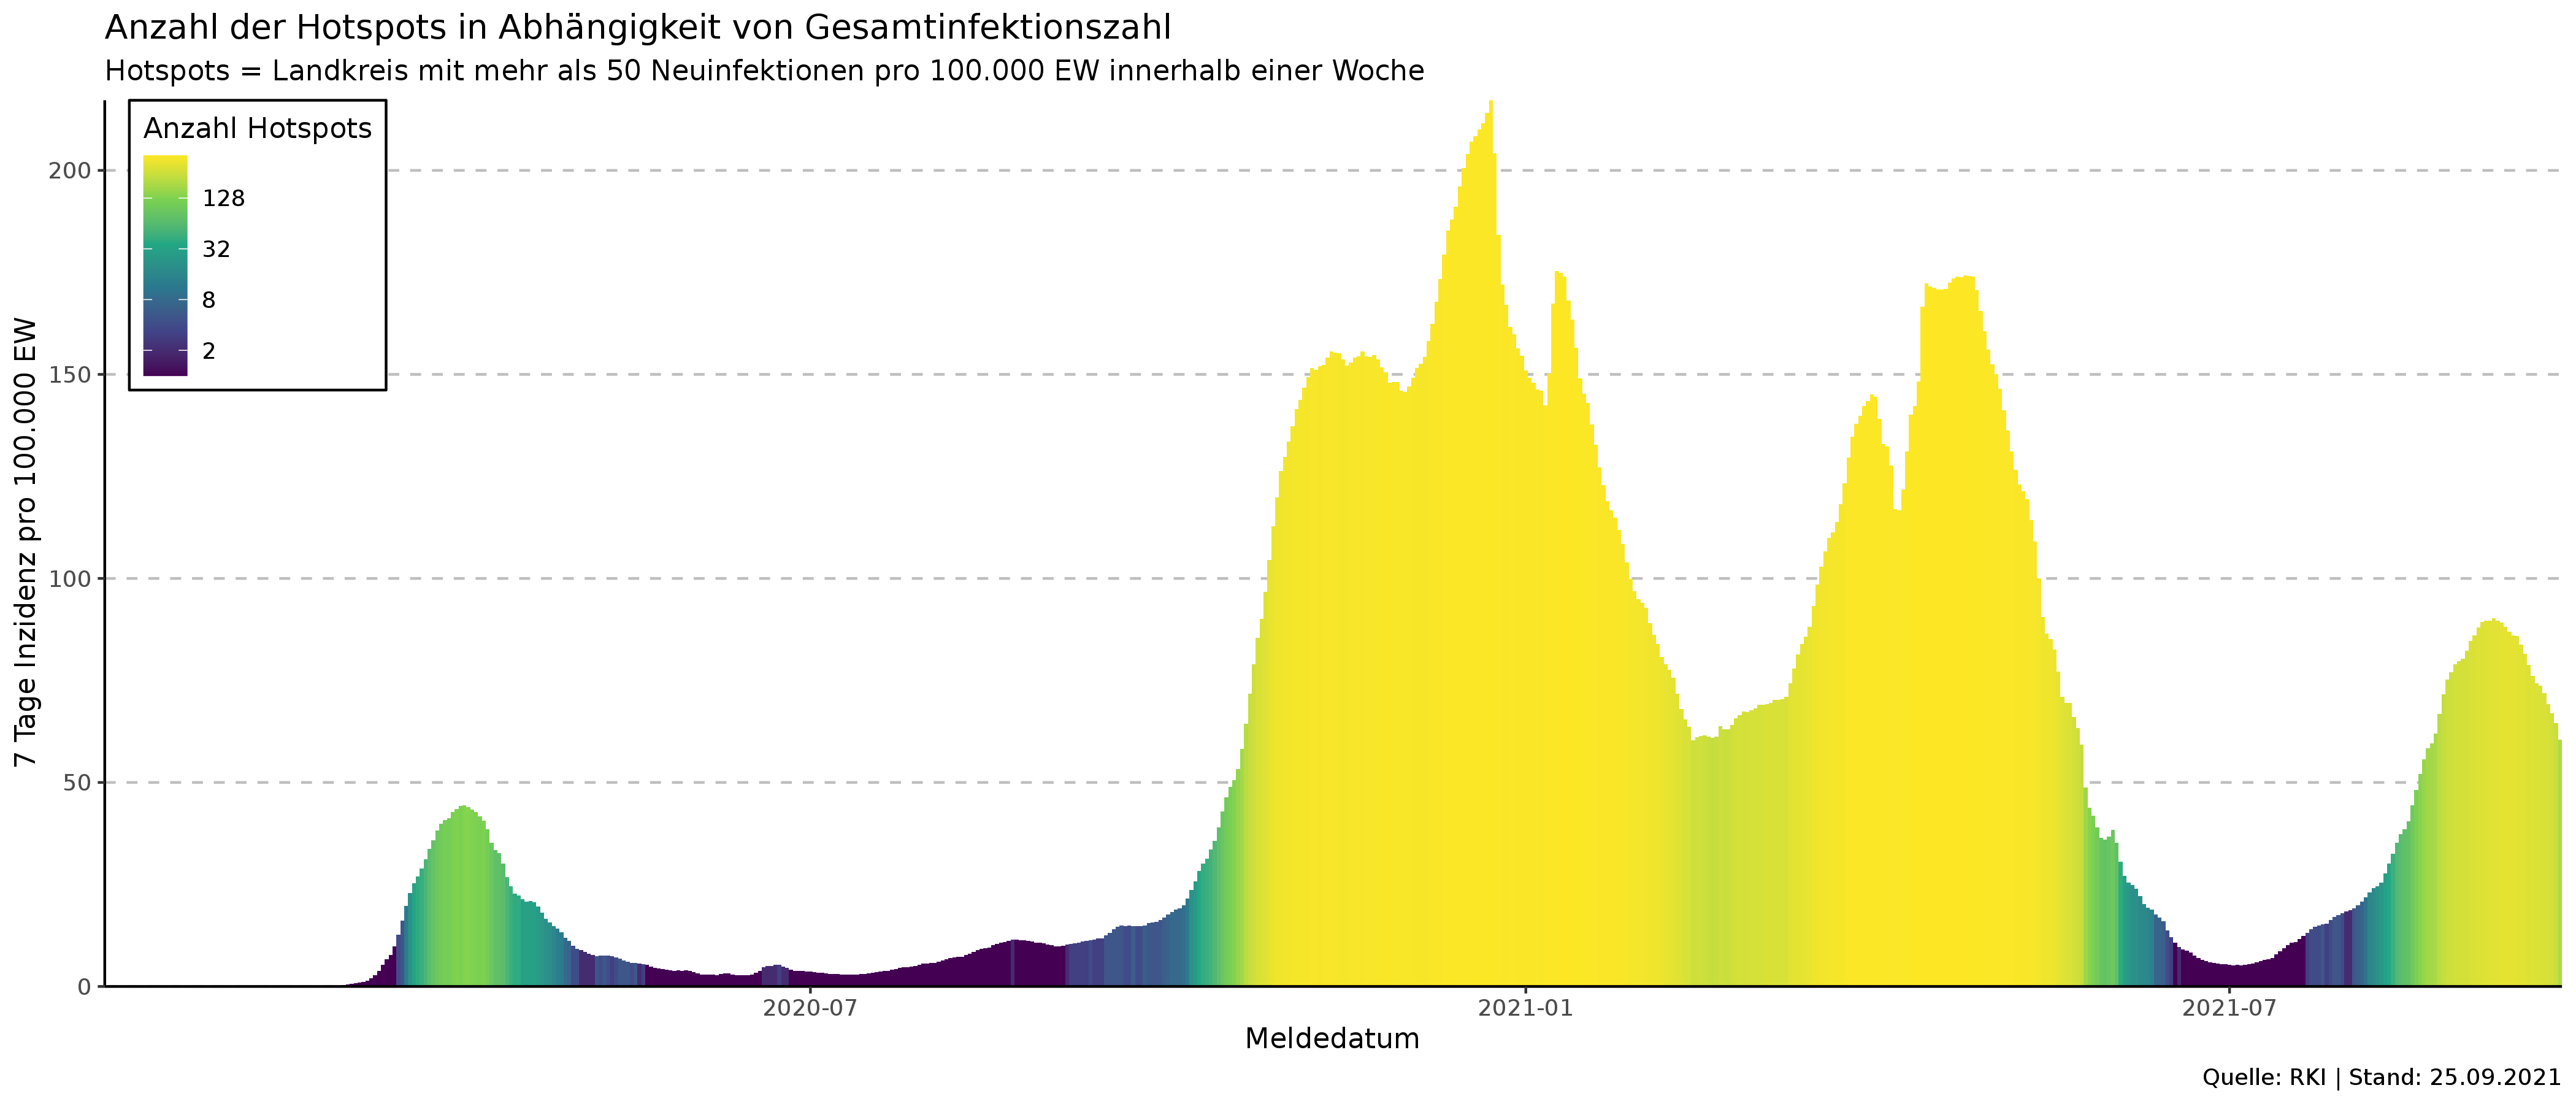 Anzahl der Hotspots in Abhängigkeit von Gesamtinfektionszahl
Hotspots = Landkreis mit mehr als 50 Neuinfektionen pro 100.000 EW innerhalb einer Woche
Anzahl Hotspots
128
32
8
2
7 Tage Inzidenz pro 100.000 EW
200
150
100
50
0
2020-07
2021-01
2021-07
Meldedatum
Quelle: RKI | Stand: 25.09.2021